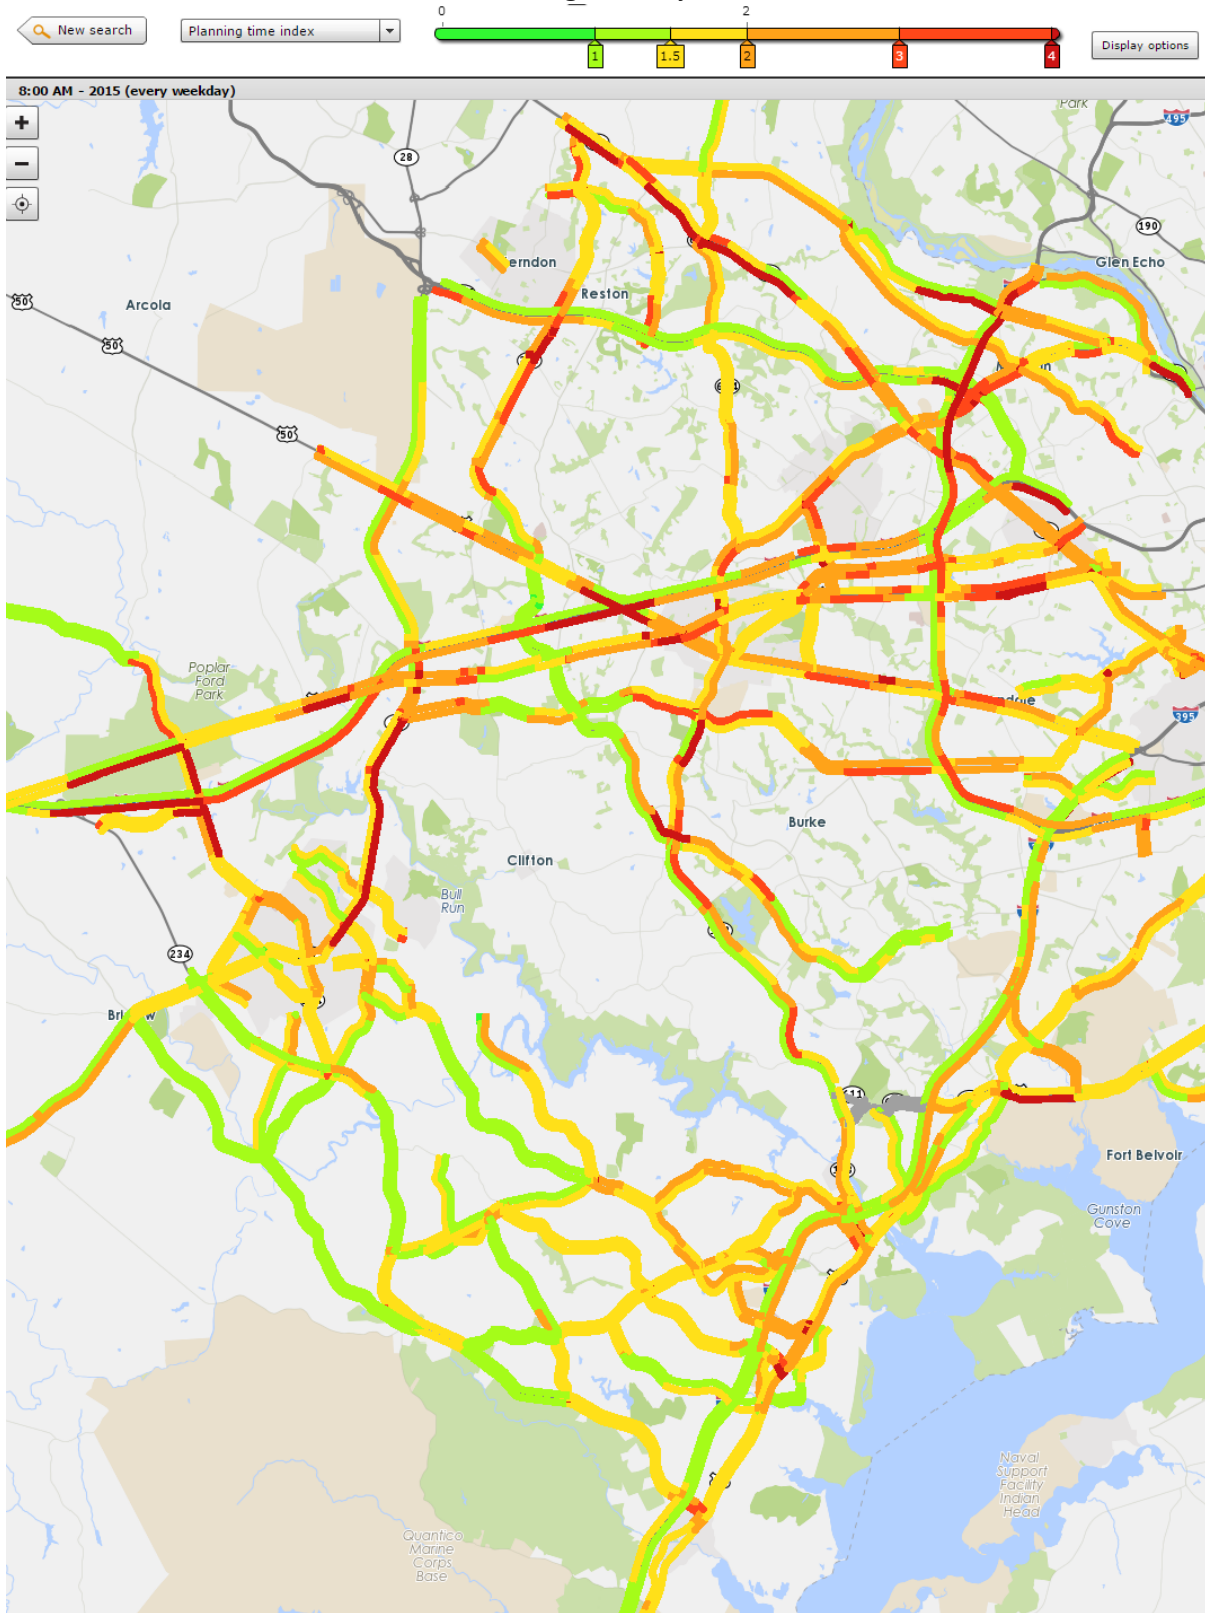 0
2
New search
Planning time index
1
1.5
2
3
4
Display options
8:00 AM - 2015 (every weekday)
+
−
Park
495
28
190
Glen Echo
50
Arcola
Reston
50
50
Poplar
Ford
Park
395
Burke
Clifton
Bull
Run
234
Fort Belvoir
Gunston
Cove
Naval
Support
Facility
Indian
Head
Quantico
Marine
Corps
Base